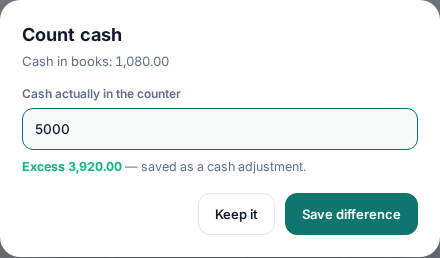 Count cash
Cash in books: 1,080.00
Cash actually in the counter
5000
Excess 3,920.00 — saved as a cash adjustment.
Keep it
Save difference